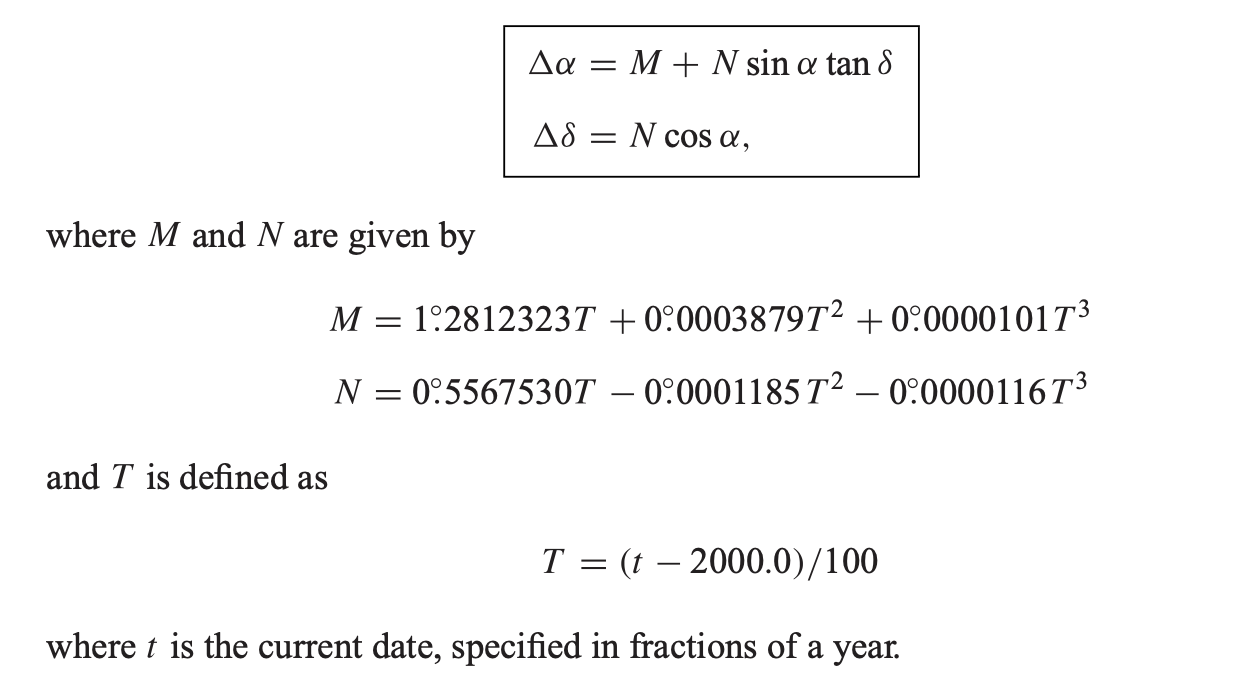 Δα = M + N sin α tan δ
Δδ = N cos α,
where M and N are given by
M = 1°.2812323T + 0°.0003879T² + 0°.0000101T³
N = 0°.5567530T − 0°.0001185T² − 0°.0000116T³
and T is defined as
T = (t − 2000.0)/100
where t is the current date, specified in fractions of a year.